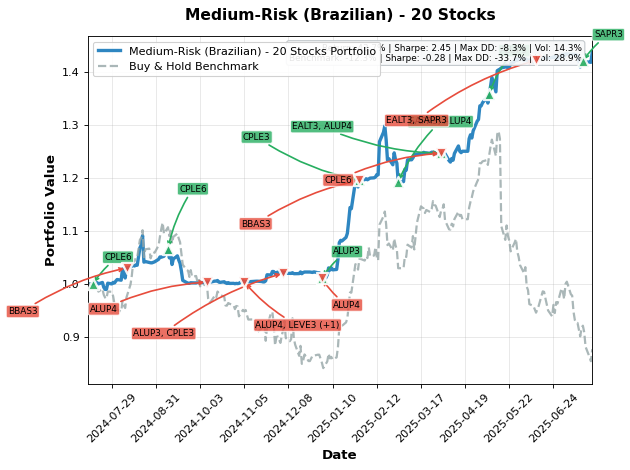 Medium-Risk (Brazilian) - 20 Stocks
SAPR3
Medium-Risk (Brazilian) - 20 Stocks Portfolio
Buy & Hold Benchmark
% | Sharpe: 2.45 | Max DD: -8.3% | Vol: 14.3%
| Sharpe: -0.28 | Max DD: -33.7% | Vol: 28.9%
EALT3, ALUP4
EALT3, SAPR3
ALUP4
CPLE3
CPLE6
CPLE6
BBAS3
CPLE6
ALUP3
BBAS3
ALUP4
ALUP4
ALUP3, CPLE3
ALUP4, LEVE3 (+1)
Portfolio Value
1.4
1.3
1.2
1.1
1.0
0.9
2024-07-29
2024-08-31
2024-10-03
2024-11-05
2024-12-08
2025-01-10
2025-02-12
2025-03-17
2025-04-19
2025-05-22
2025-06-24
Date